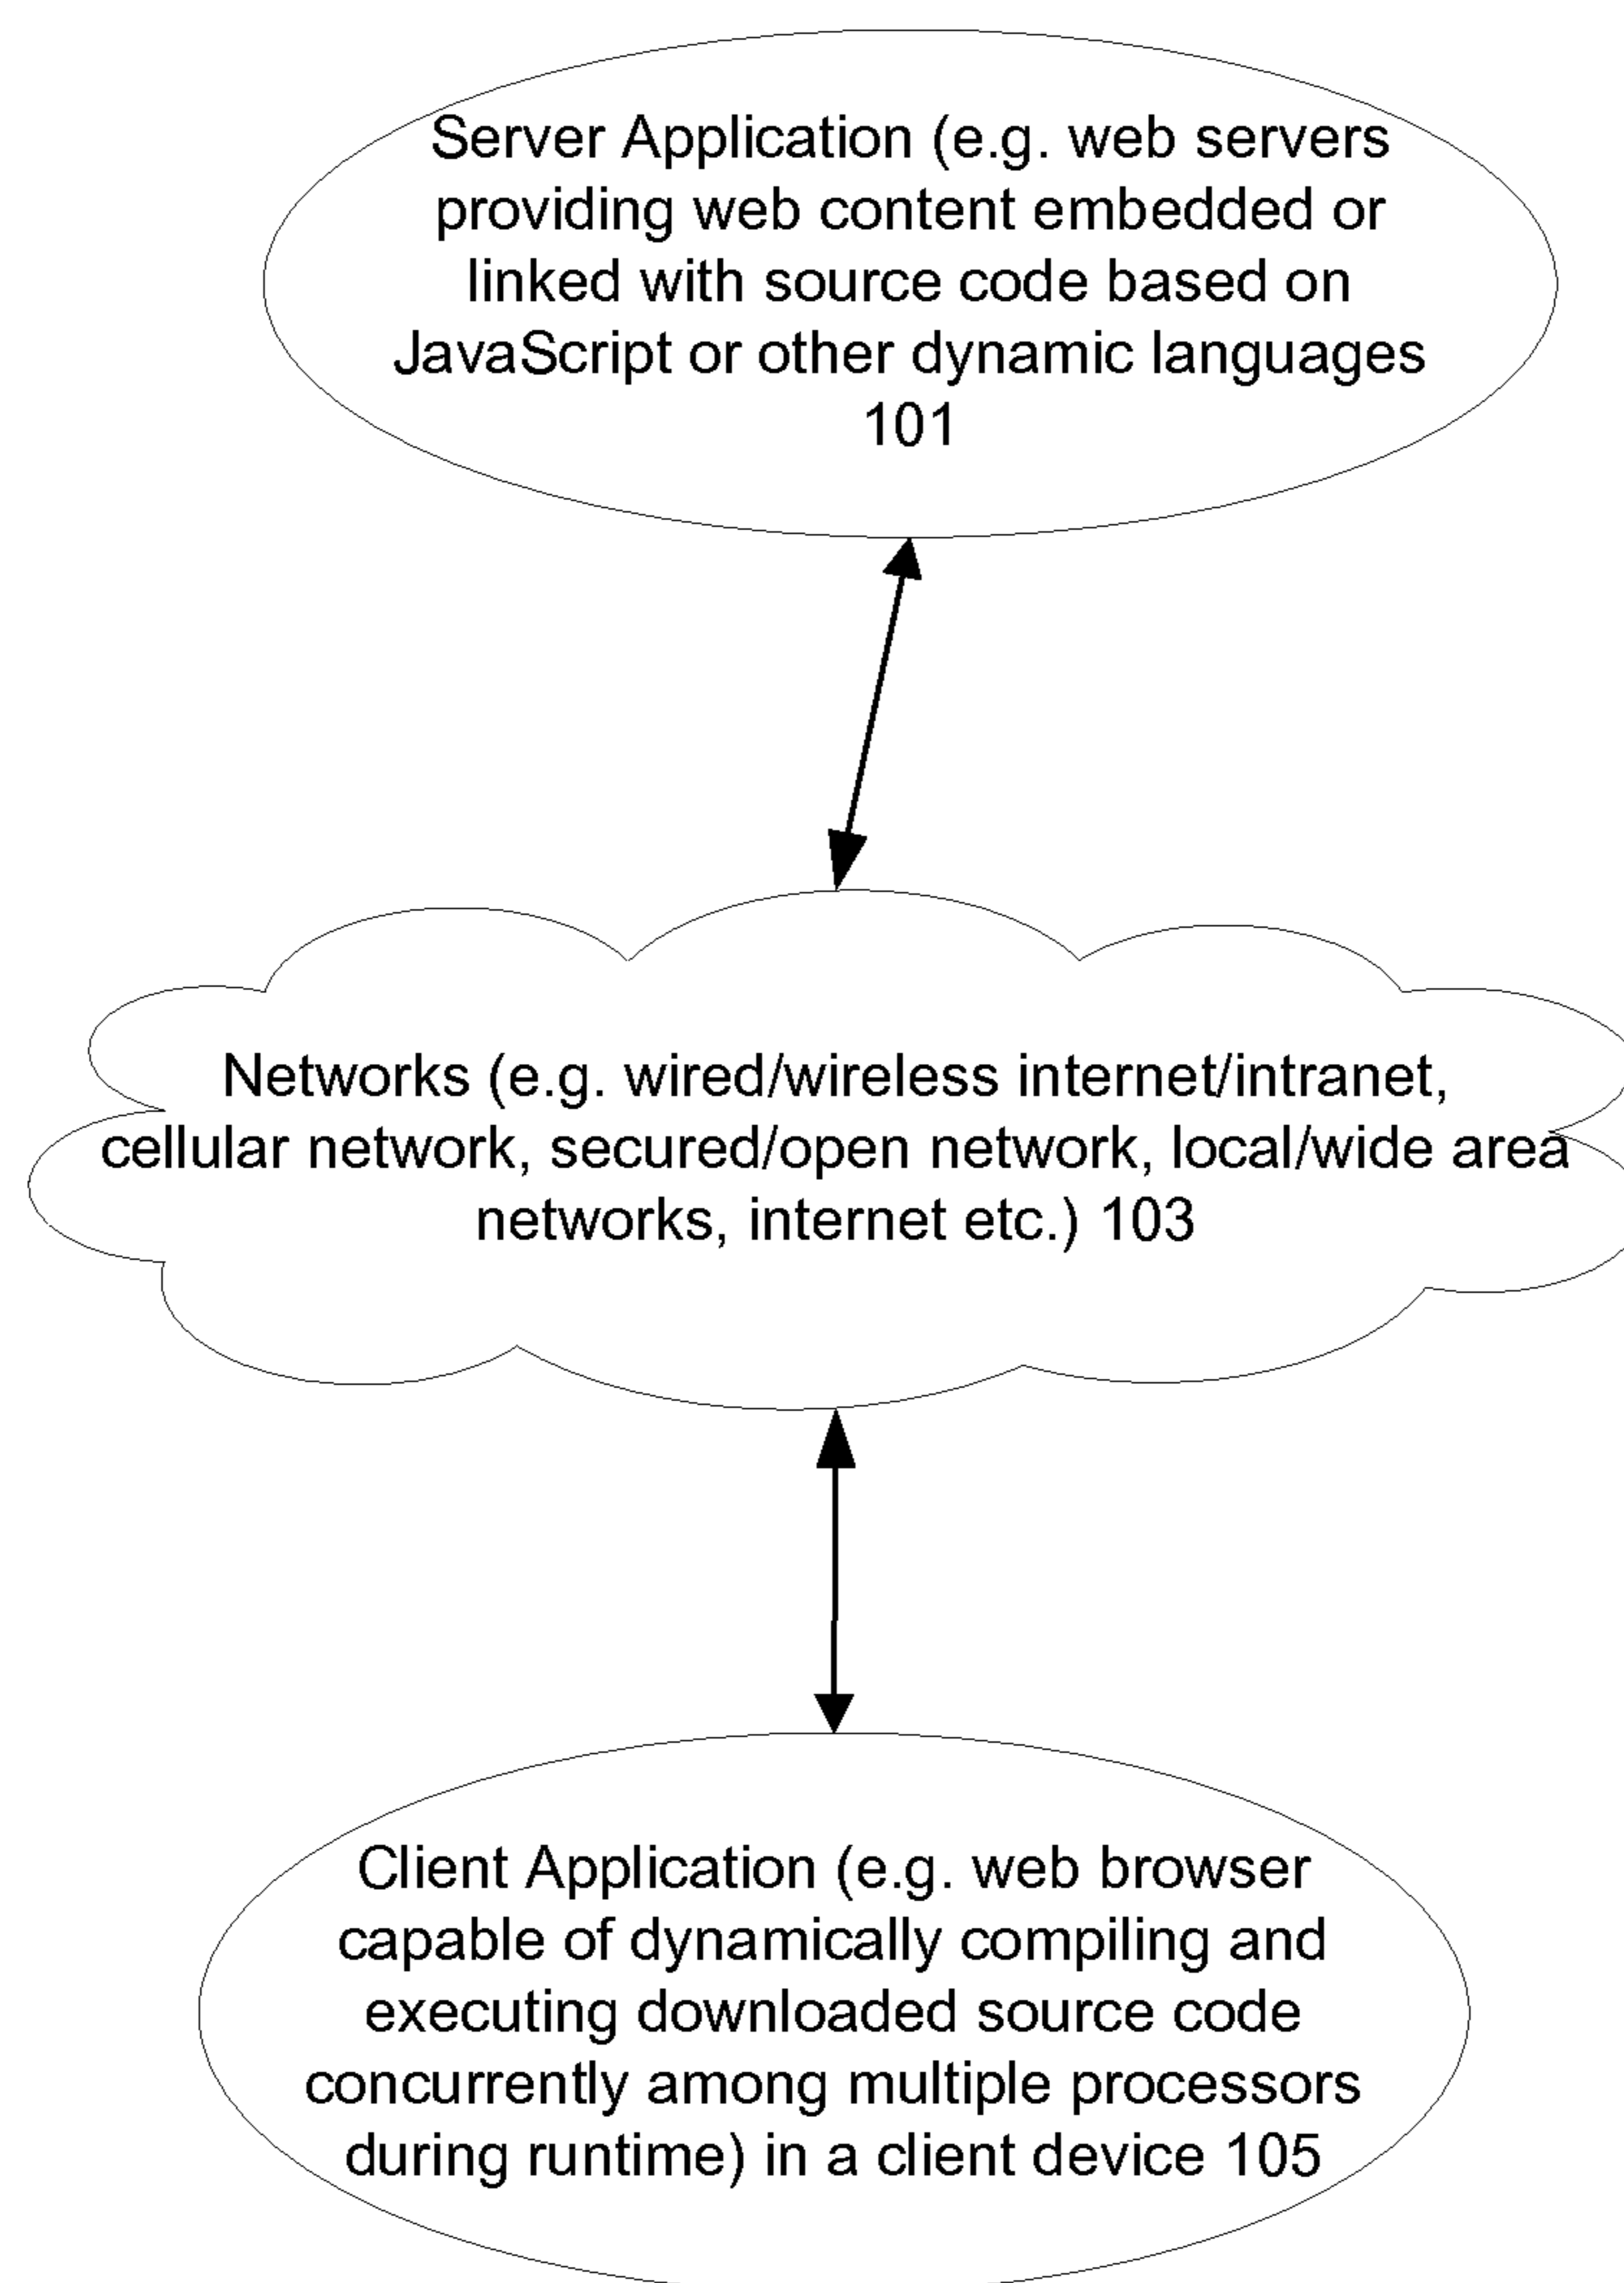 Server Application (e.g. web servers
providing web content embedded or
linked with source code based on
JavaScript or other dynamic languages
101
Networks (e.g. wired/wireless internet/intranet,
cellular network, secured/open network, local/wide area
networks, internet etc.) 103
Client Application (e.g. web browser
capable of dynamically compiling and
executing downloaded source code
concurrently among multiple processors
during runtime) in a client device 105